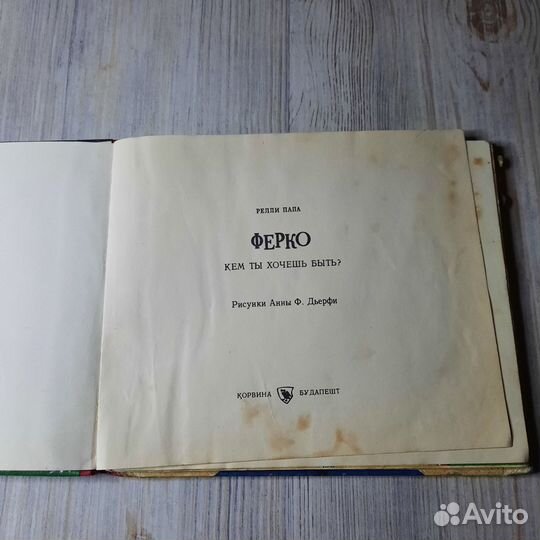 РЕЛЛИ ПАПА
ФЕРКО
КЕМ ТЫ ХОЧЕШЬ БЫТЬ?
Рисунки Анны Ф. Дьерфи
КОРВИНА БУДАПЕШТ
Avito